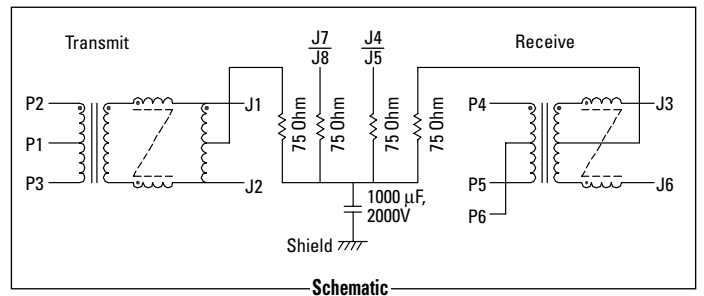 Transmit
J7
J8
J4
J5
Receive
P2
P1
P3
J1
J2
75 Ohm
75 Ohm
75 Ohm
75 Ohm
P4
P5
P6
J3
J6
1000 µF,
2000V
Shield
Schematic